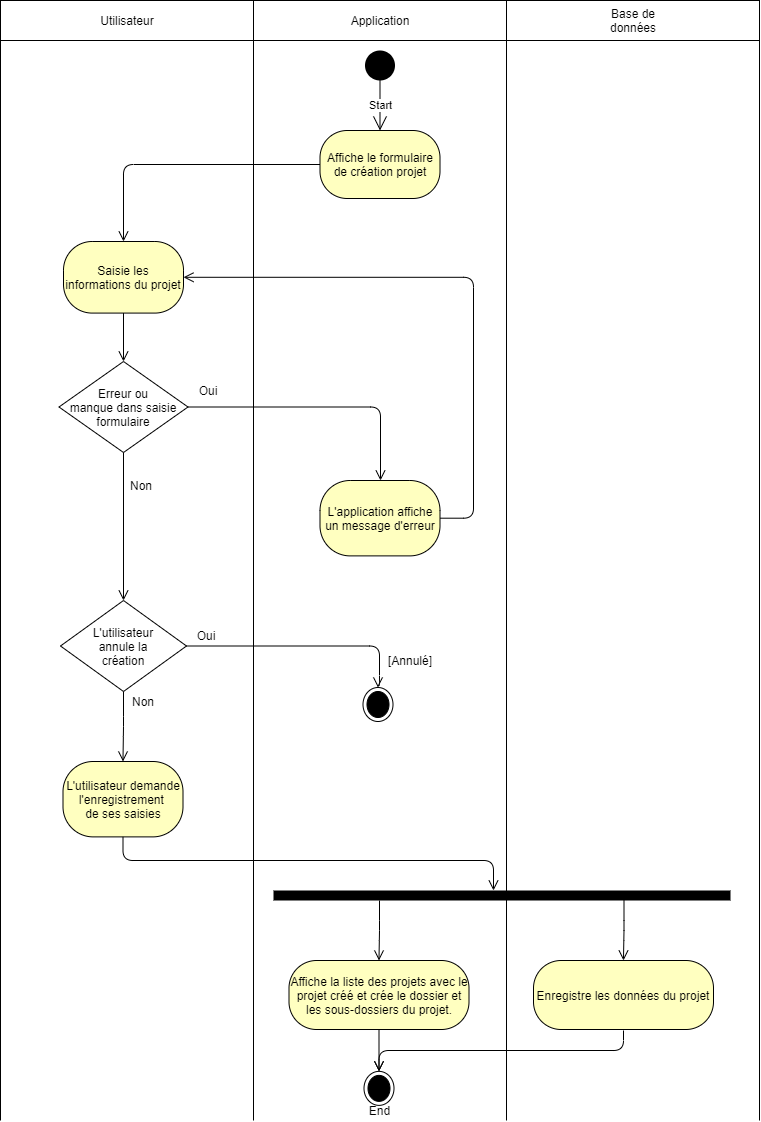 Utilisateur
Application
Base de
données
Start
Affiche le formulaire
de création projet
Saisie les
informations du projet
Erreur ou
manque dans saisie
formulaire
Oui
Non
L'application affiche
un message d'erreur
L'utilisateur
annule la
création
Oui
[Annulé]
Non
L'utilisateur demande
l'enregistrement
de ses saisies
Affiche la liste des projets avec le
projet créé et crée le dossier et
les sous-dossiers du projet.
Enregistre les données du projet
End